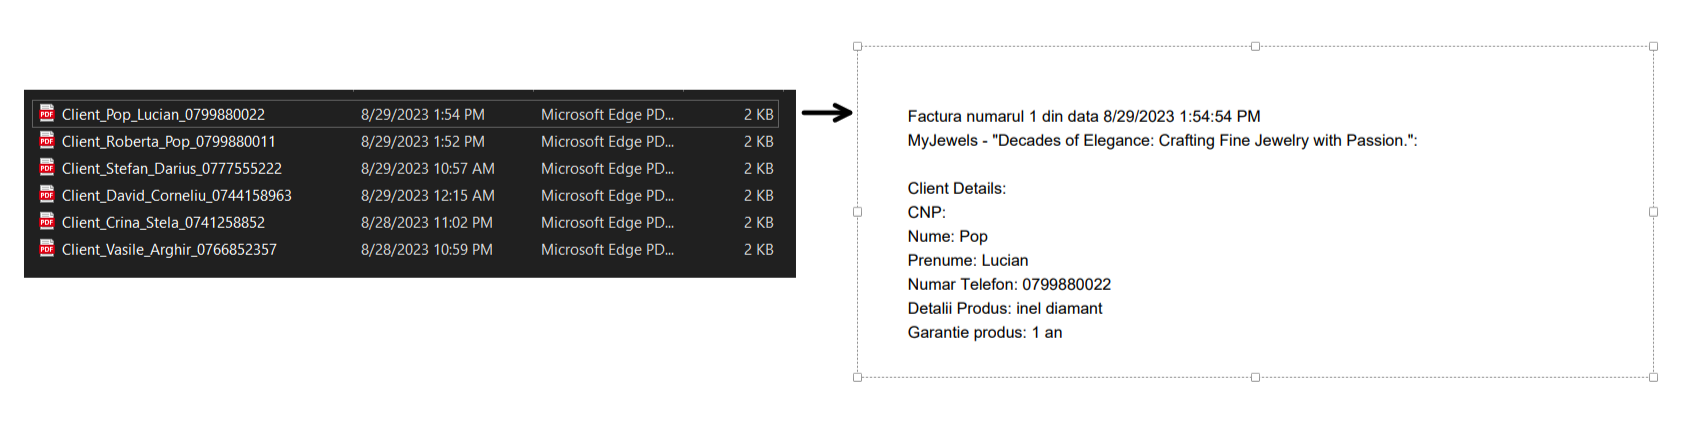 Client_Pop_Lucian_0799880022 8/29/2023 1:54 PM Microsoft Edge PD... 2 KB
Client_Roberta_Pop_0799880011 8/29/2023 1:52 PM Microsoft Edge PD... 2 KB
Client_Stefan_Darius_0777555222 8/29/2023 10:57 AM Microsoft Edge PD... 2 KB
Client_David_Corneliu_0744158963 8/29/2023 12:15 AM Microsoft Edge PD... 2 KB
Client_Crina_Stela_0741258852 8/28/2023 11:02 PM Microsoft Edge PD... 2 KB
Client_Vasile_Arghir_0766852357 8/28/2023 10:59 PM Microsoft Edge PD... 2 KB
Factura numarul 1 din data 8/29/2023 1:54:54 PM
MyJewels - "Decades of Elegance: Crafting Fine Jewelry with Passion.":
Client Details:
CNP:
Nume: Pop
Prenume: Lucian
Numar Telefon: 0799880022
Detalii Produs: inel diamant
Garantie produs: 1 an